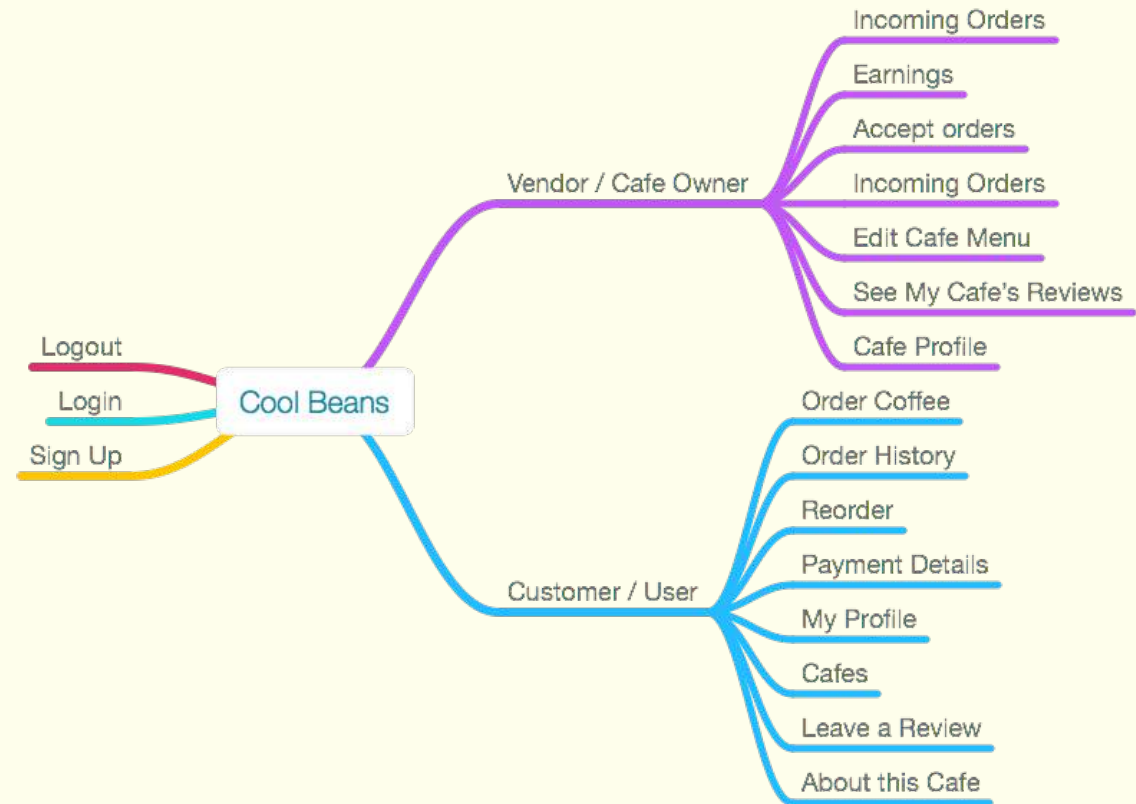 Incoming Orders
Earnings
Accept orders
Vendor / Cafe Owner
Incoming Orders
Edit Cafe Menu
See My Cafe's Reviews
Cafe Profile
Logout
Login
Sign Up
Cool Beans
Order Coffee
Order History
Reorder
Payment Details
Customer / User
My Profile
Cafes
Leave a Review
About this Cafe